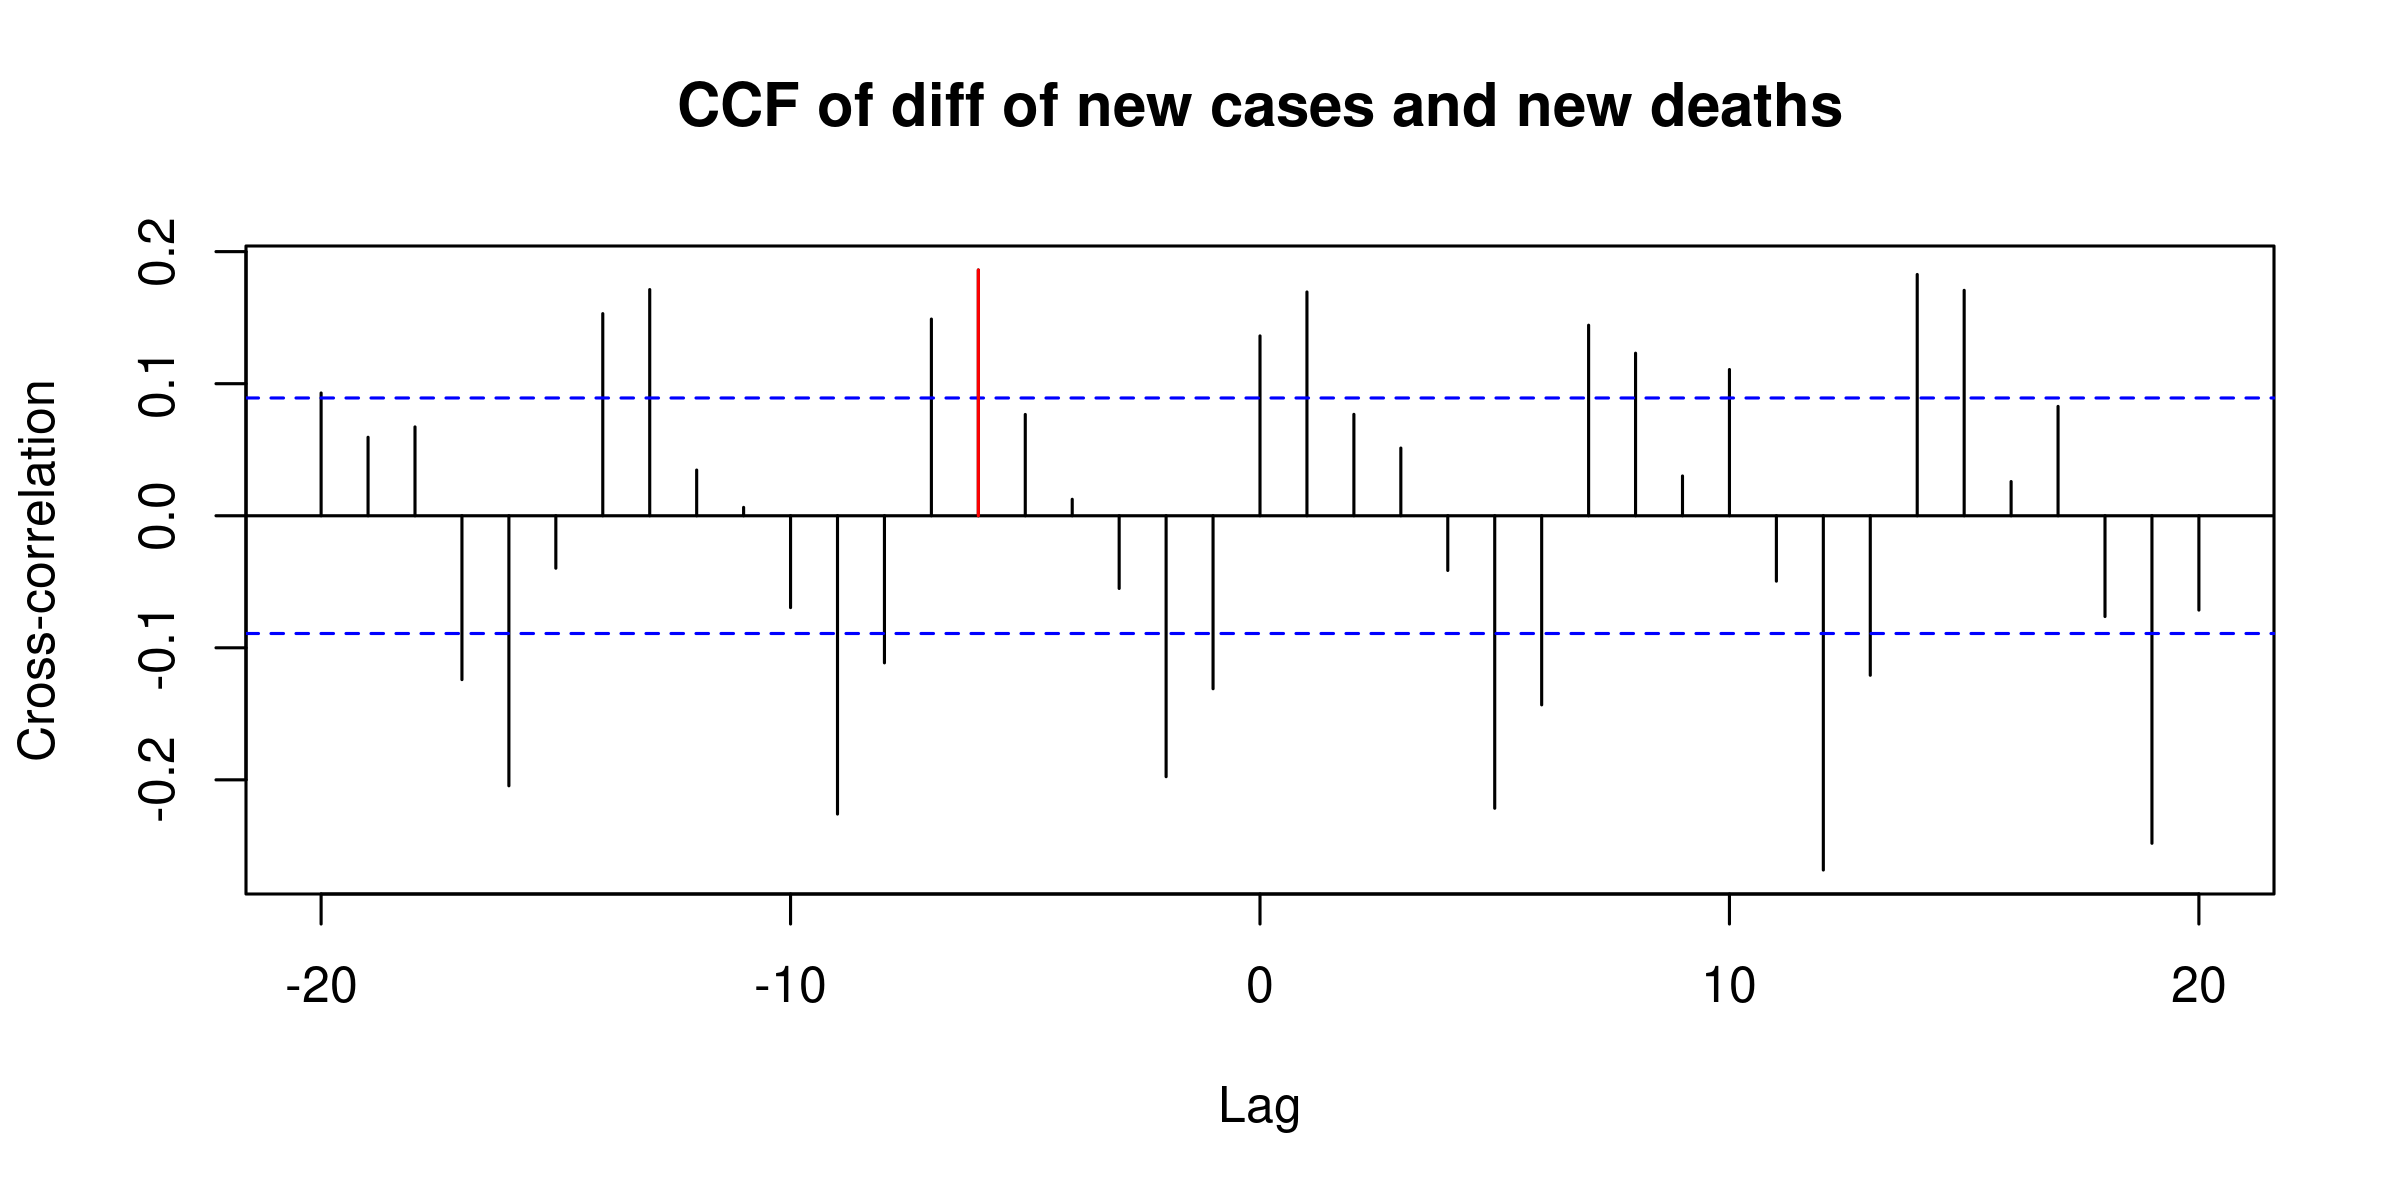 CCF of diff of new cases and new deaths
Cross-correlation
0.2
0.1
0.0
-0.1
-0.2
-20 -10 0 10 20
Lag